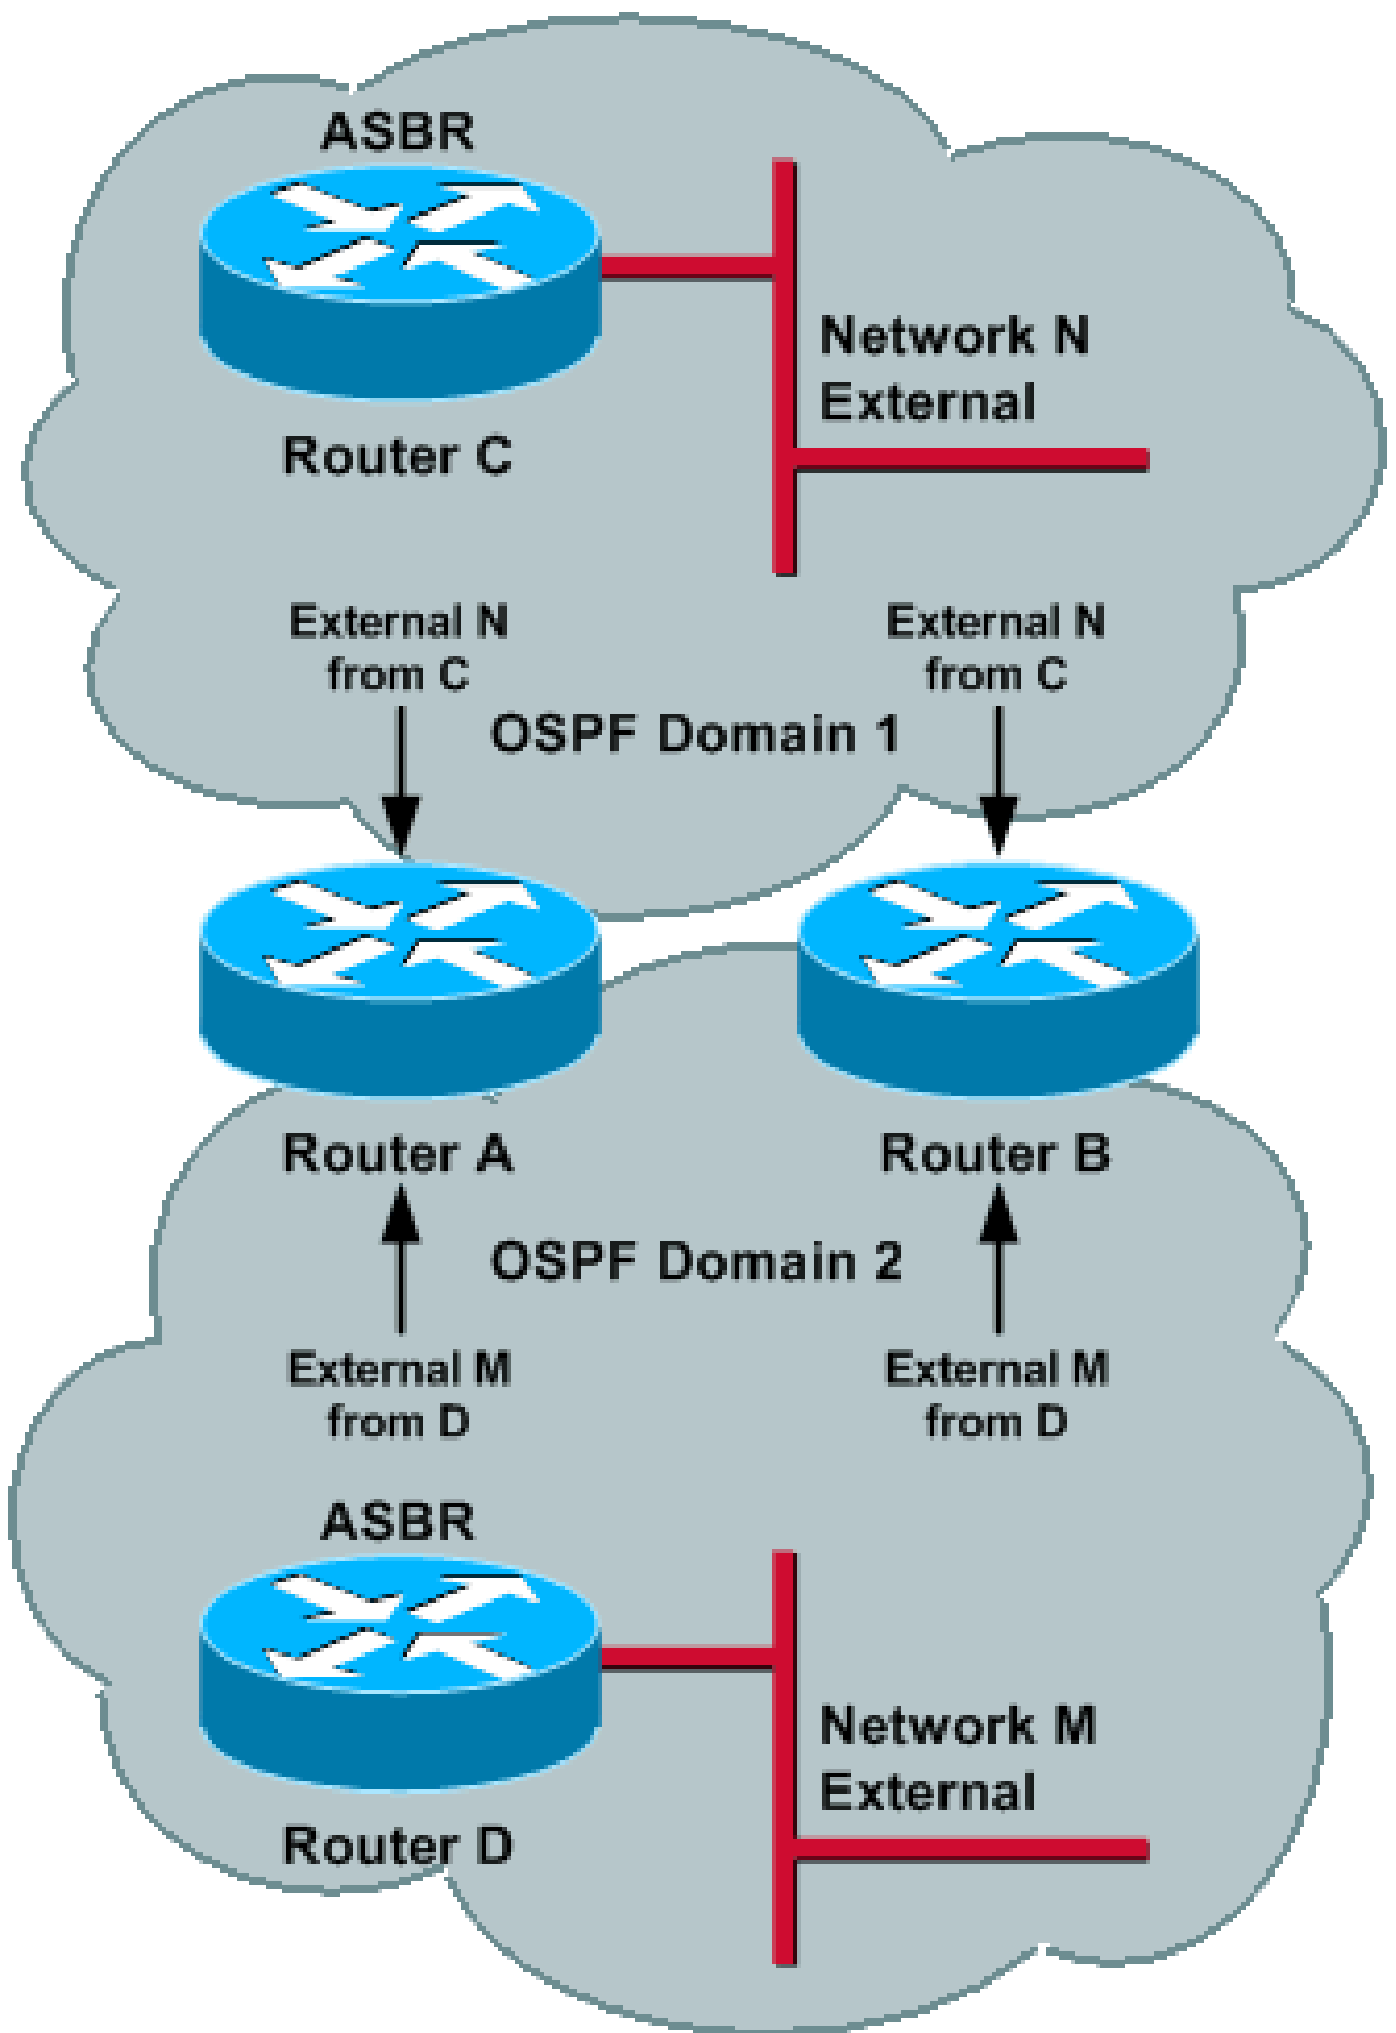 ASBR
Router C
Network N
External
External N
from C
External N
from C
OSPF Domain 1
Router A
Router B
OSPF Domain 2
External M
from D
External M
from D
ASBR
Router D
Network M
External